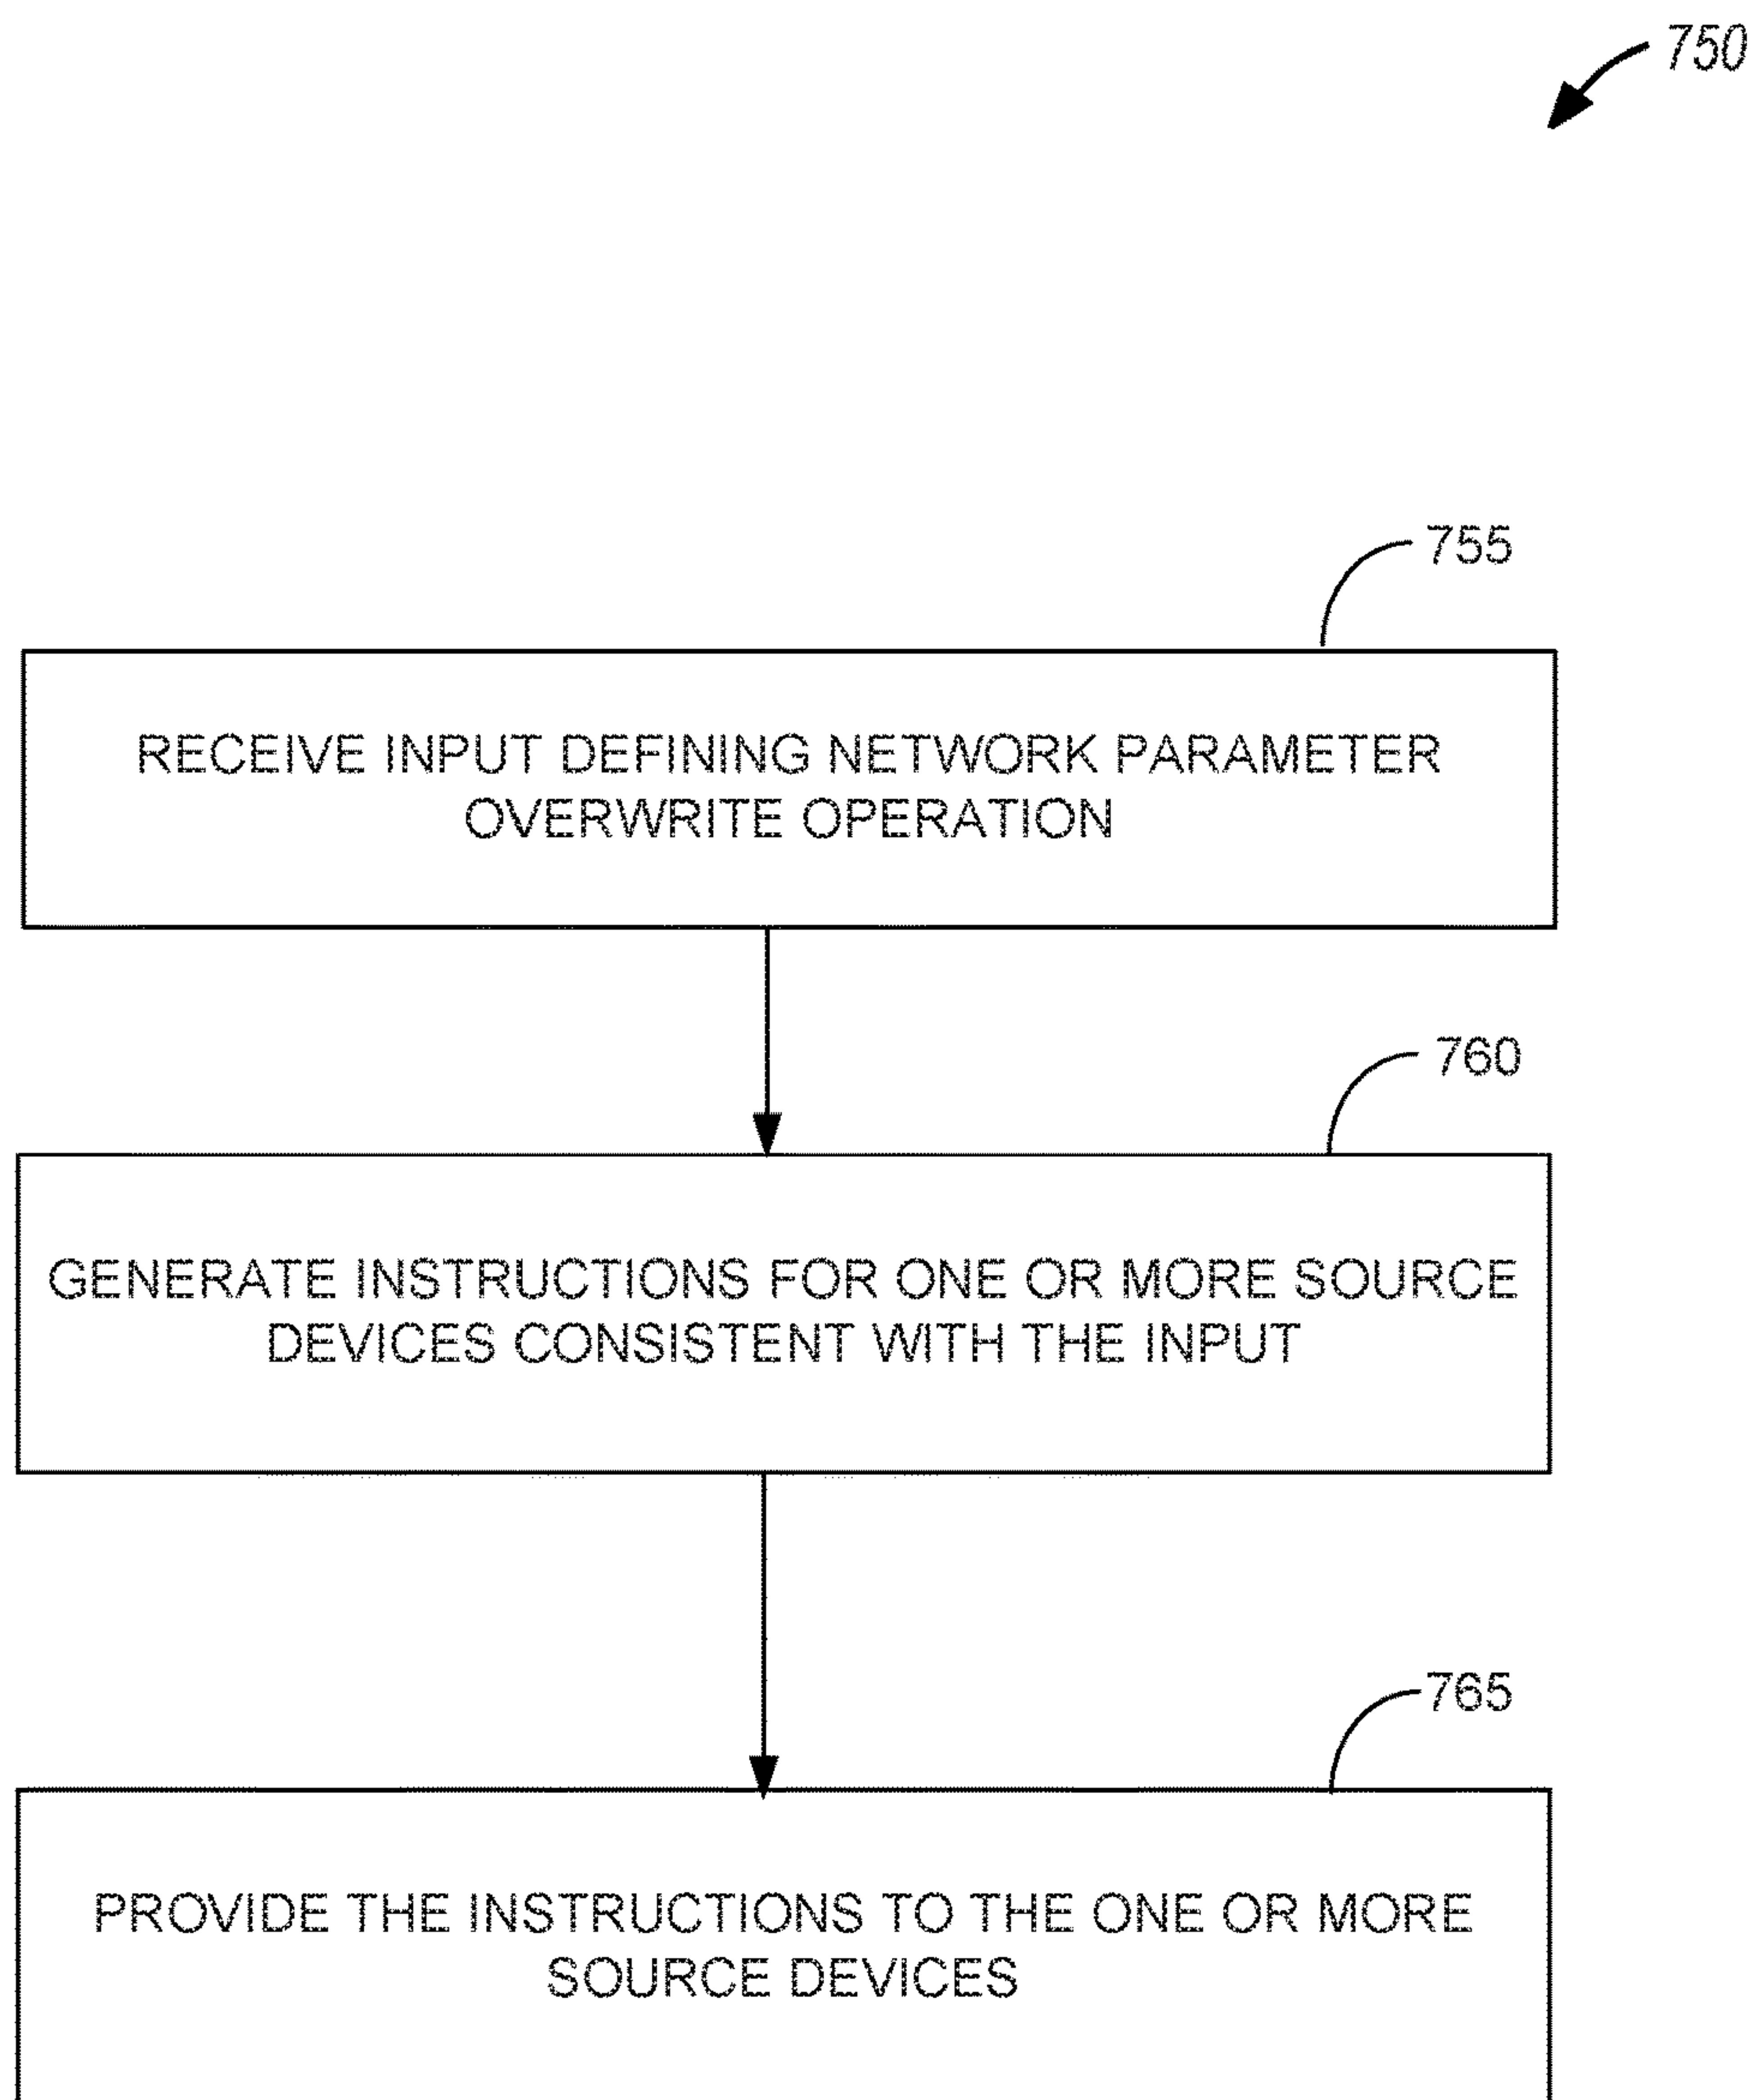 750
755
RECEIVE INPUT DEFINING NETWORK PARAMETER
OVERWRITE OPERATION
760
GENERATE INSTRUCTIONS FOR ONE OR MORE SOURCE
DEVICES CONSISTENT WITH THE INPUT
765
PROVIDE THE INSTRUCTIONS TO THE ONE OR MORE
SOURCE DEVICES